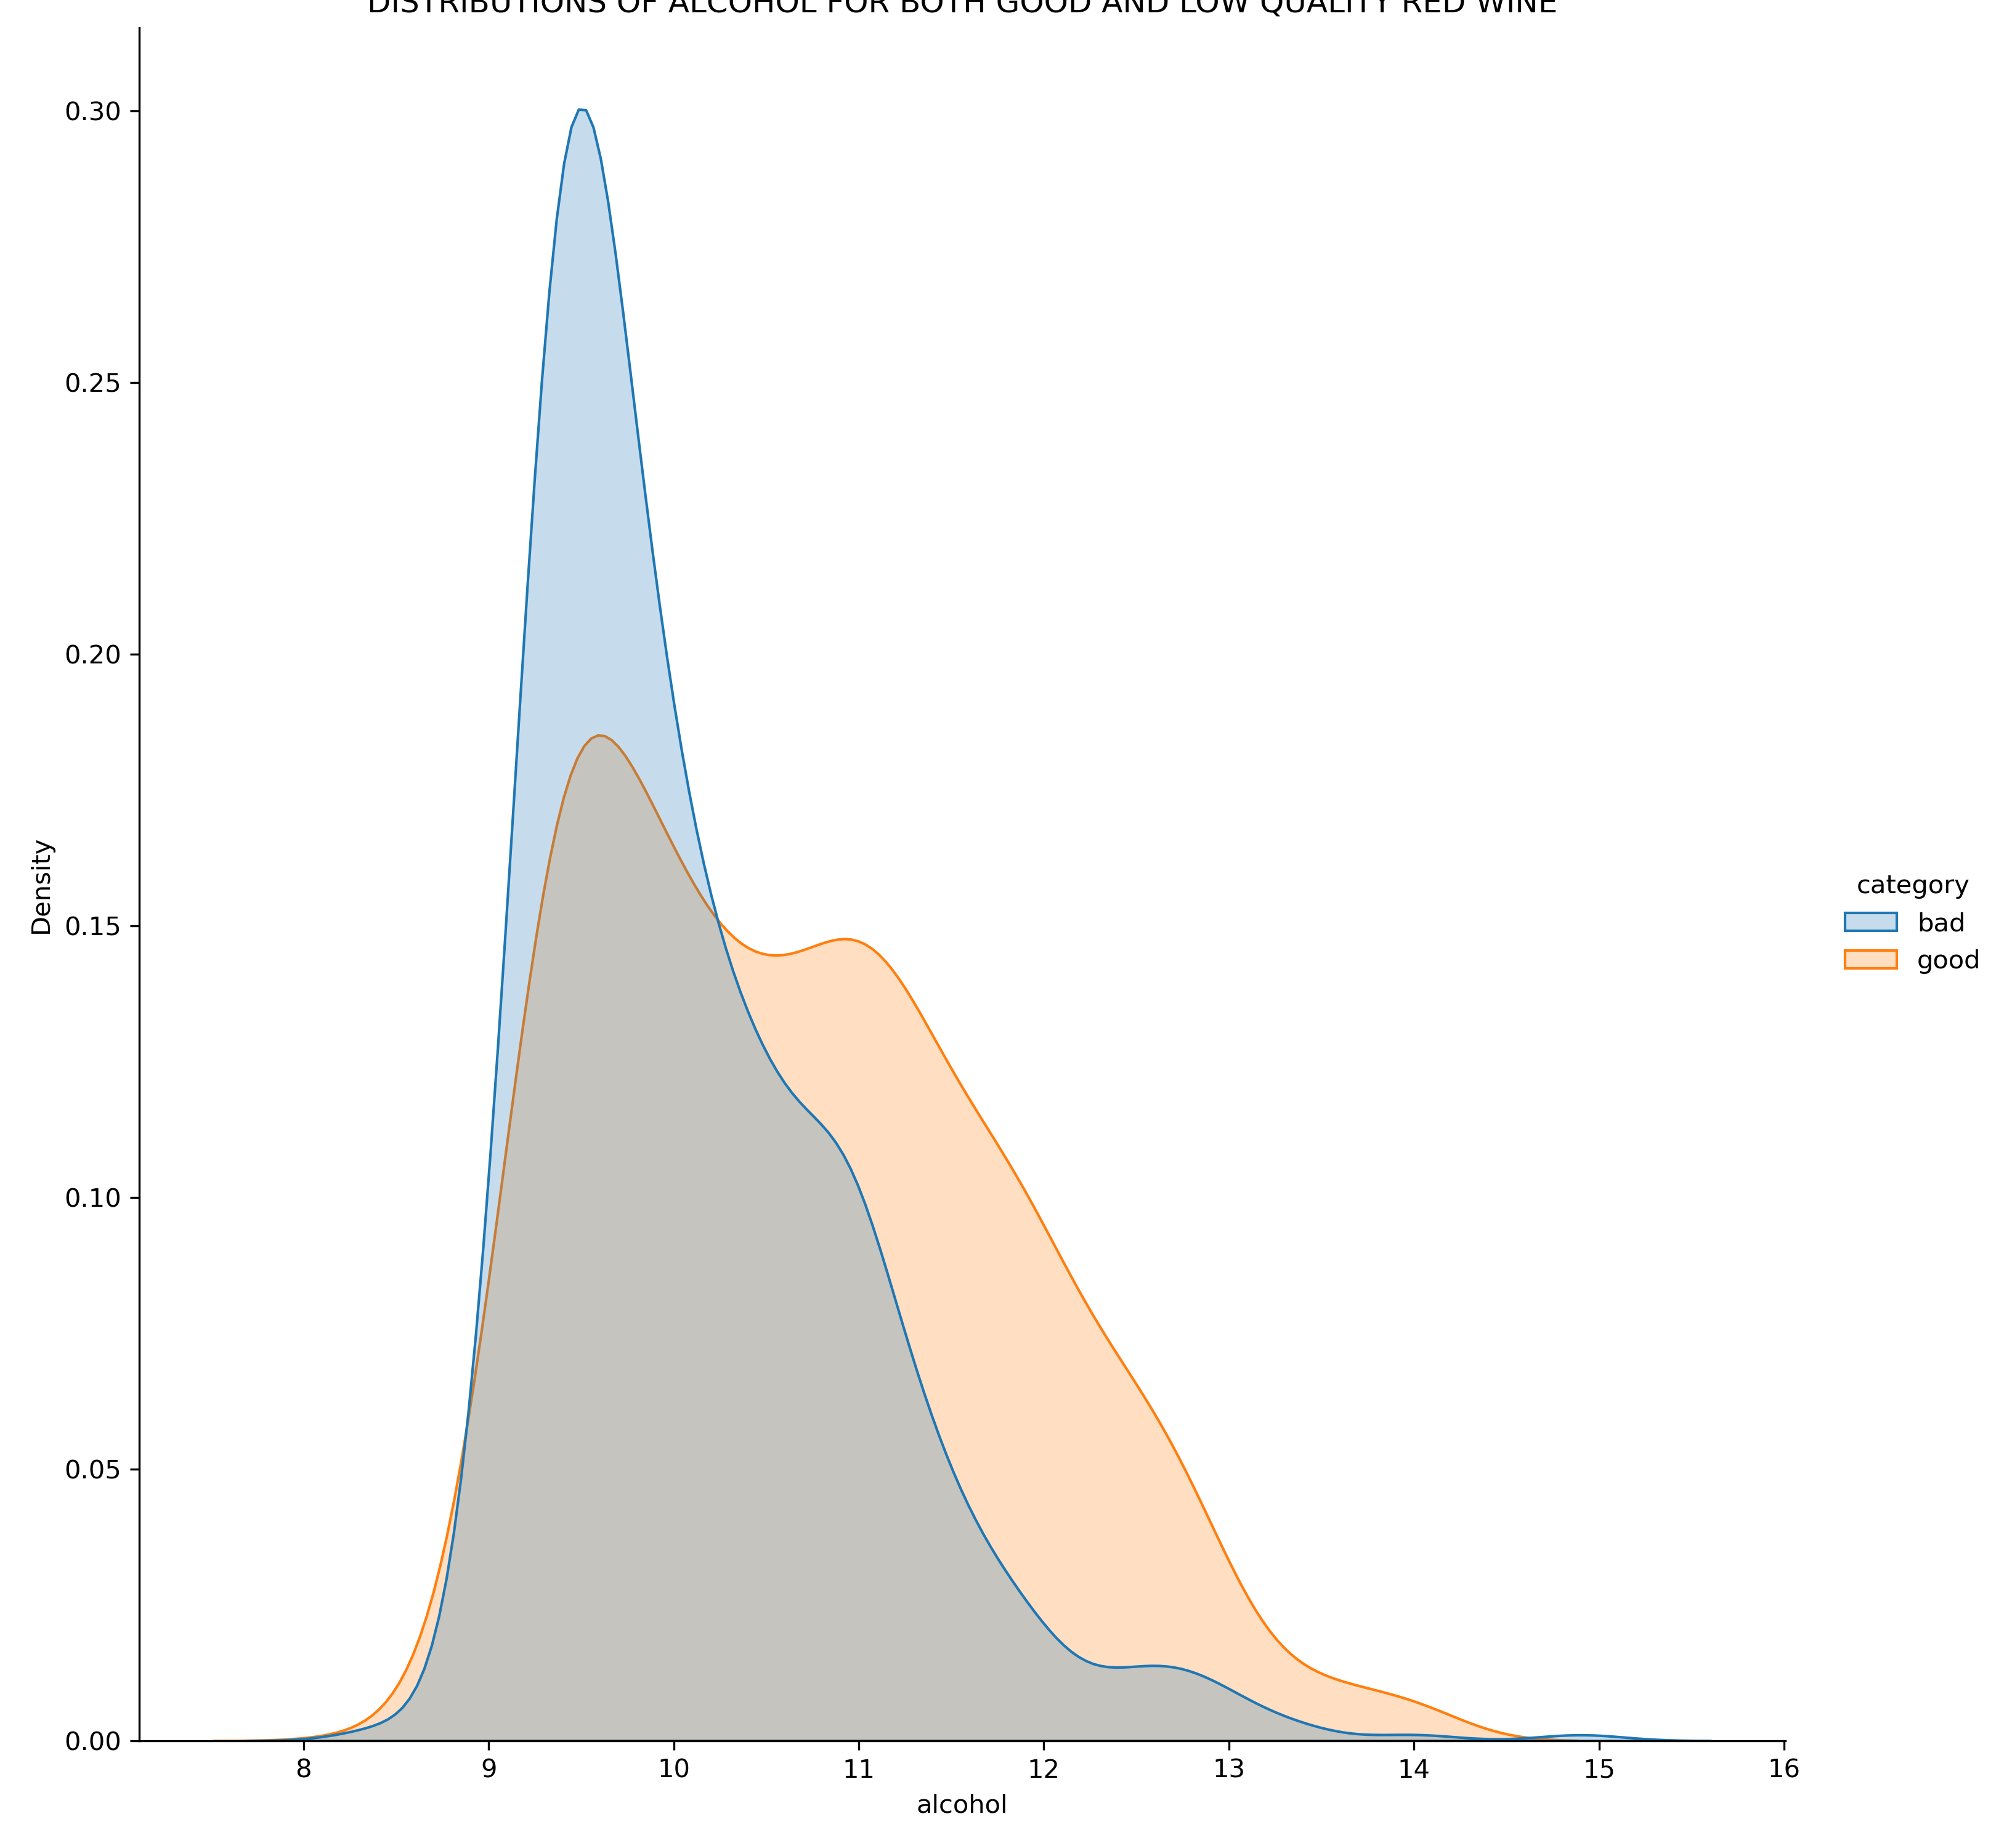 DISTRIBUTIONS OF ALCOHOL FOR BOTH GOOD AND LOW QUALITY RED WINE
0.30
0.25
0.20
0.15
0.10
0.05
0.00
Density
8 9 10 11 12 13 14 15 16
alcohol
category
bad
good